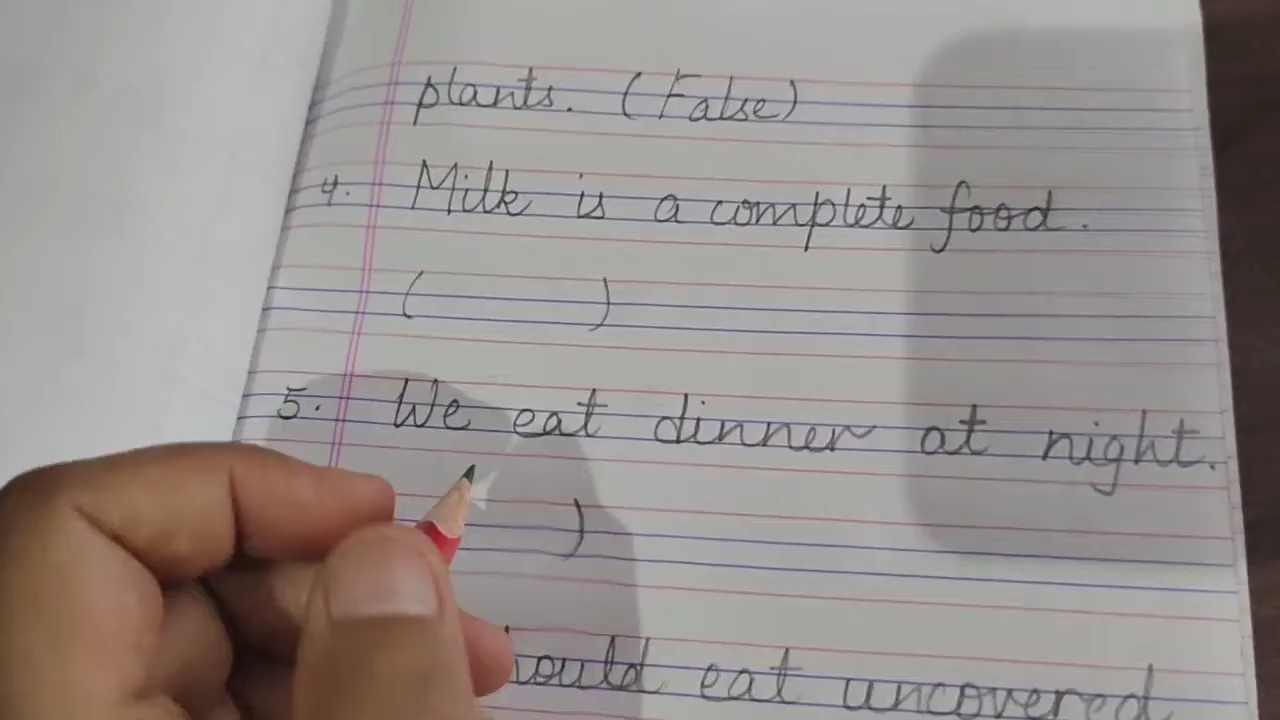 plants. (False)
4. Milk is a complete food.
(          )
5. We eat dinner at night.
)
eat uncovered